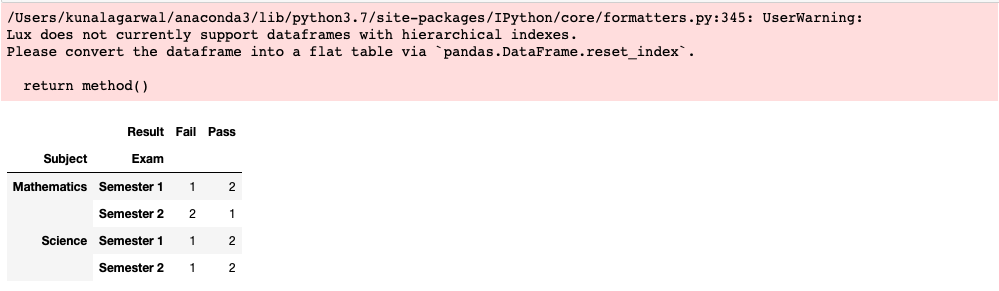 /Users/kunalagarwal/anaconda3/lib/python3.7/site-packages/IPython/core/formatters.py:345: UserWarning:
Lux does not currently support dataframes with hierarchical indexes.
Please convert the dataframe into a flat table via `pandas.DataFrame.reset_index`.
return method()
Result Fail Pass
Subject Exam
Mathematics Semester 1 1 2
Semester 2 2 1
Science Semester 1 1 2
Semester 2 1 2